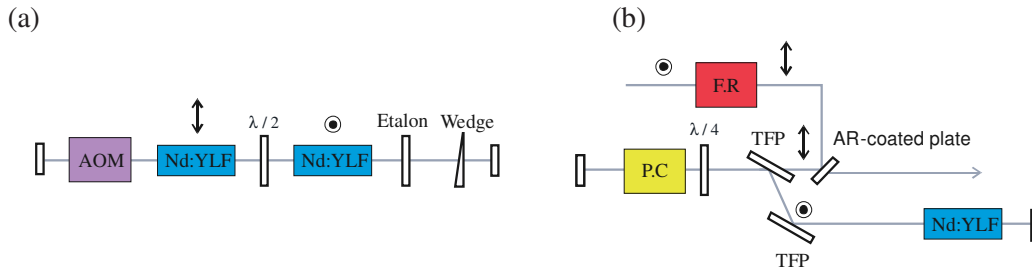 (a)
(b)
AOM
Nd:YLF
λ / 2
Nd:YLF
Etalon
Wedge
F.R
λ / 4
P.C
TFP
AR-coated plate
TFP
Nd:YLF